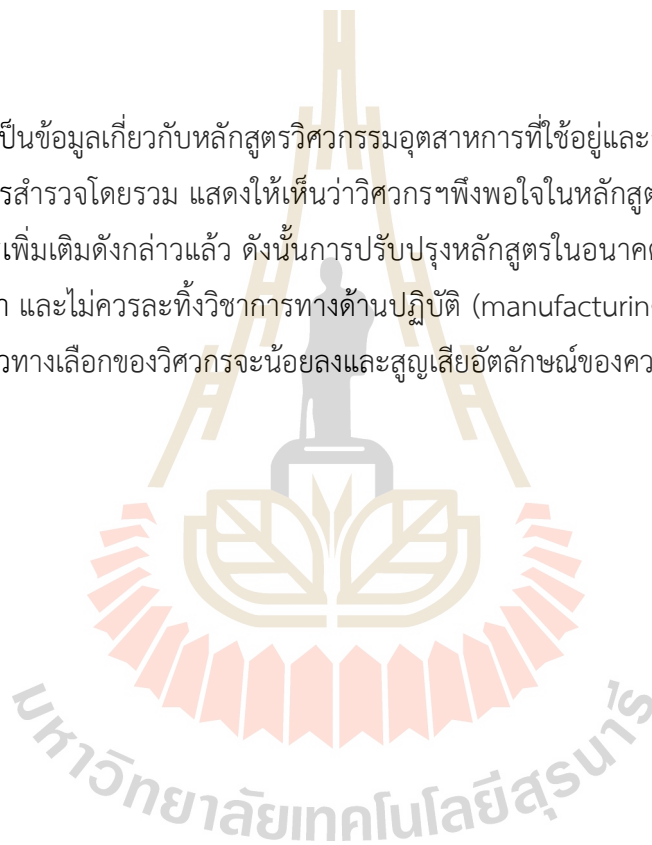 เป็นข้อมูลเกี่ยวกับหลักสูตรวิศวกรรมอุตสาหการที่ใช้อยู่และ
รสำรวจโดยรวม แสดงให้เห็นว่าวิศวกรฯพึงพอใจในหลักสูต
เพิ่มเติมดังกล่าวแล้ว ดังนั้นการปรับปรุงหลักสูตรในอนาค
และไม่ควรละทิ้งวิชาการทางด้านปฏิบัติ (manufacturin
วทางเลือกของวิศวกรจะน้อยลงและสูญเสียอัตลักษณ์ของคว
มหาวิทยาลัยเทคโนโลยีสุรนารี